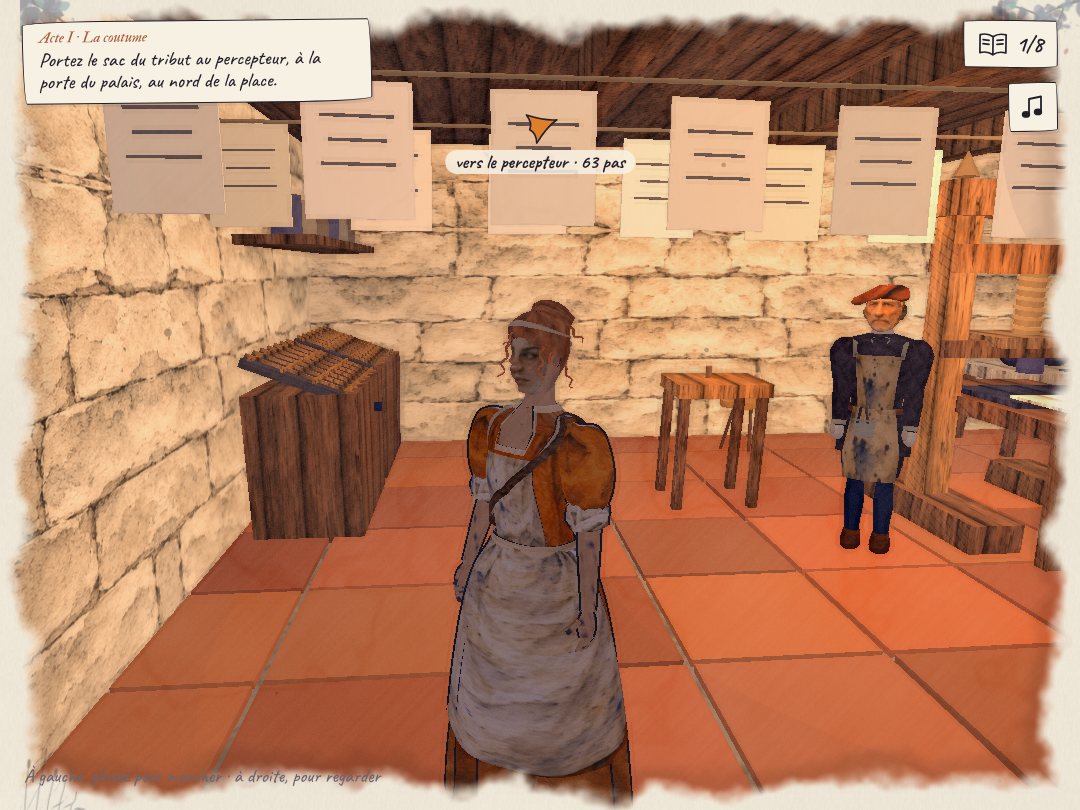 Acte I · La coutume
Portez le sac du tribut au percepteur, à la
porte du palais, au nord de la place.
1/8
vers le percepteur · 63 pas
À gauche, glissez pour marcher · à droite, pour regarder